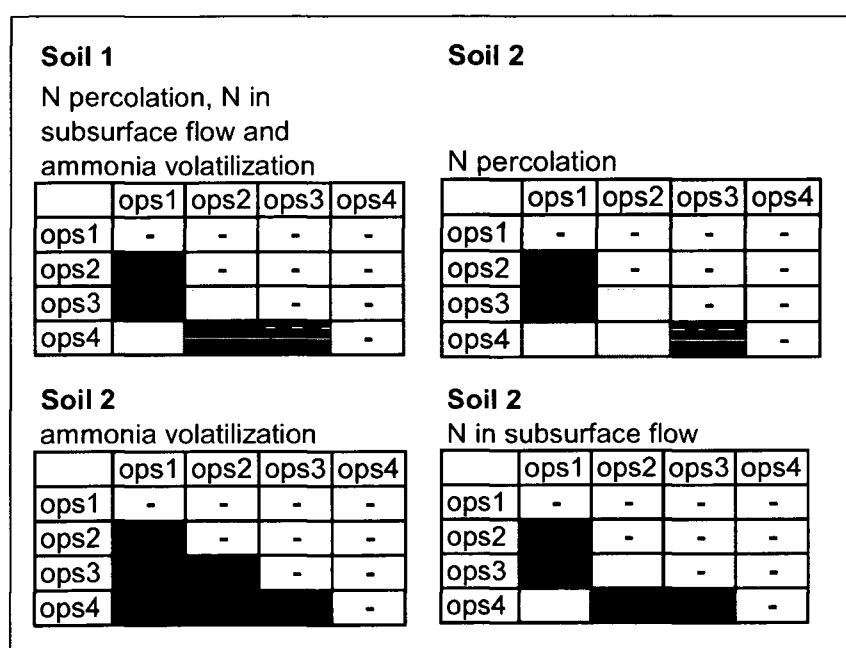 Soil 1
N percolation, N in
subsurface flow and
ammonia volatilization
ops1 ops2 ops3 ops4
ops1 - - - -
ops2 - - -
ops3 - -
ops4 -
Soil 2
N percolation
ops1 ops2 ops3 ops4
ops1 - - - -
ops2 - - -
ops3 - -
ops4 -
Soil 2
ammonia volatilization
ops1 ops2 ops3 ops4
ops1 - - - -
ops2 - - -
ops3 - -
ops4 -
Soil 2
N in subsurface flow
ops1 ops2 ops3 ops4
ops1 - - - -
ops2 - - -
ops3 - -
ops4 -